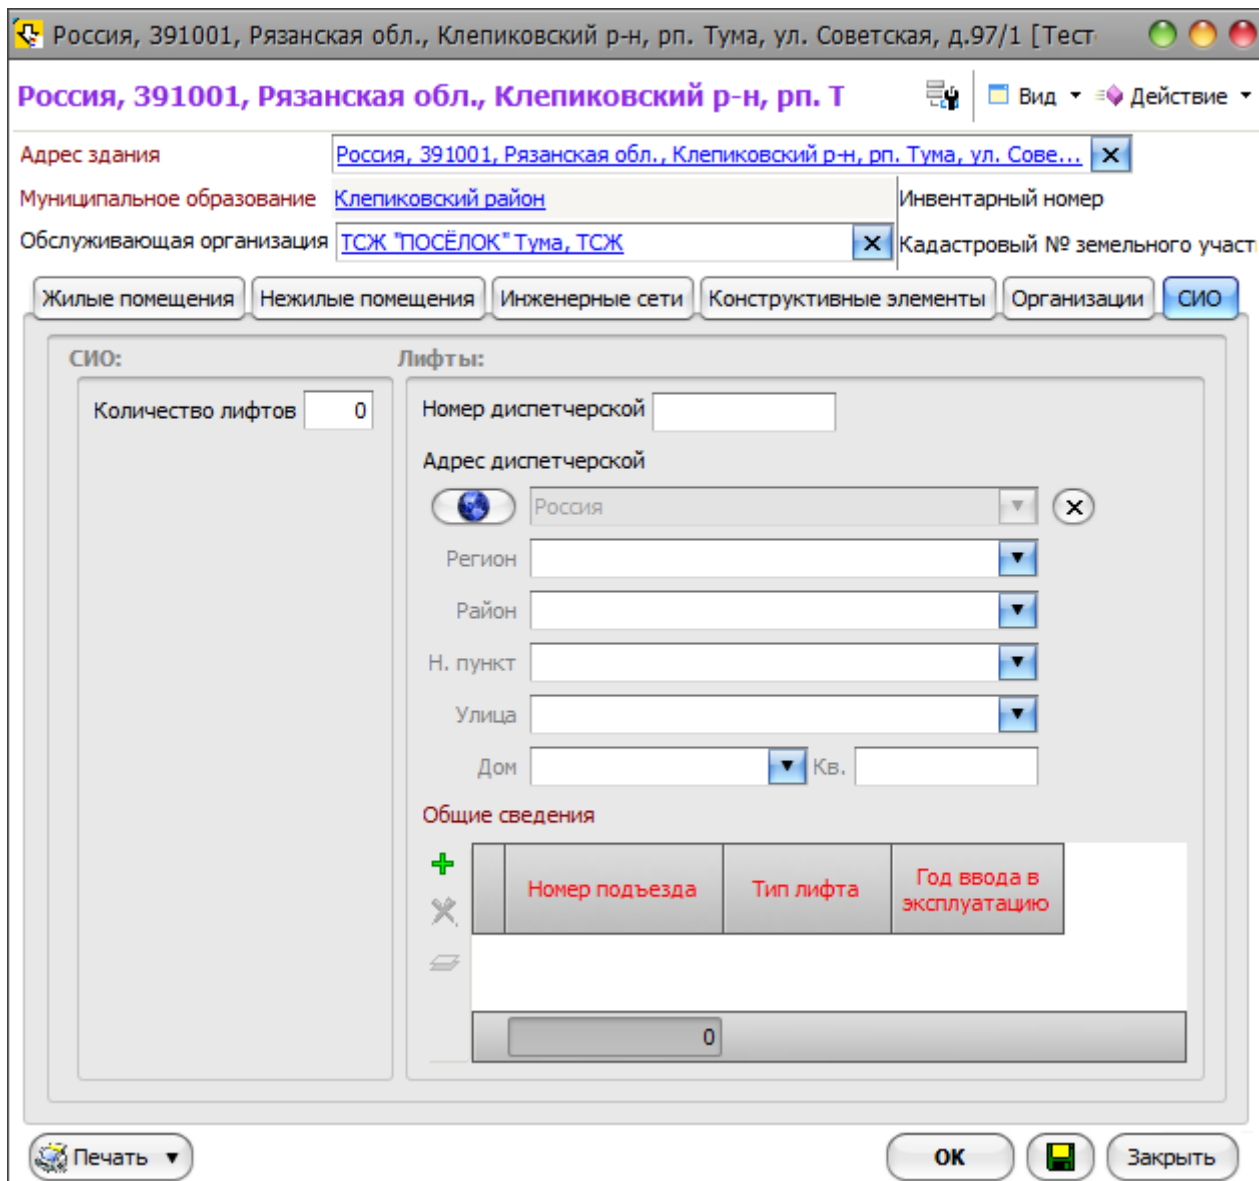 Россия, 391001, Рязанская обл., Клепиковский р-н, рп. Тума, ул. Советская, д.97/1 [Тест
Россия, 391001, Рязанская обл., Клепиковский р-н, рп. Т
Вид
Действие
Адрес здания
Россия, 391001, Рязанская обл., Клепиковский р-н, рп. Тума, ул. Сове...
Муниципальное образование
Клепиковский район
Инвентарный номер
Обслуживающая организация
ТСЖ "ПОСЁЛОК" Тума, ТСЖ
Кадастровый № земельного участ
Жилые помещения
Нежилые помещения
Инженерные сети
Конструктивные элементы
Организации
СИО
СИО:
Лифты:
Количество лифтов
0
Номер диспетчерской
Адрес диспетчерской
Россия
Регион
Район
Н. пункт
Улица
Дом
Кв.
Общие сведения
Номер подъезда
Тип лифта
Год ввода в
эксплуатацию
0
Печать
ОК
Закрыть